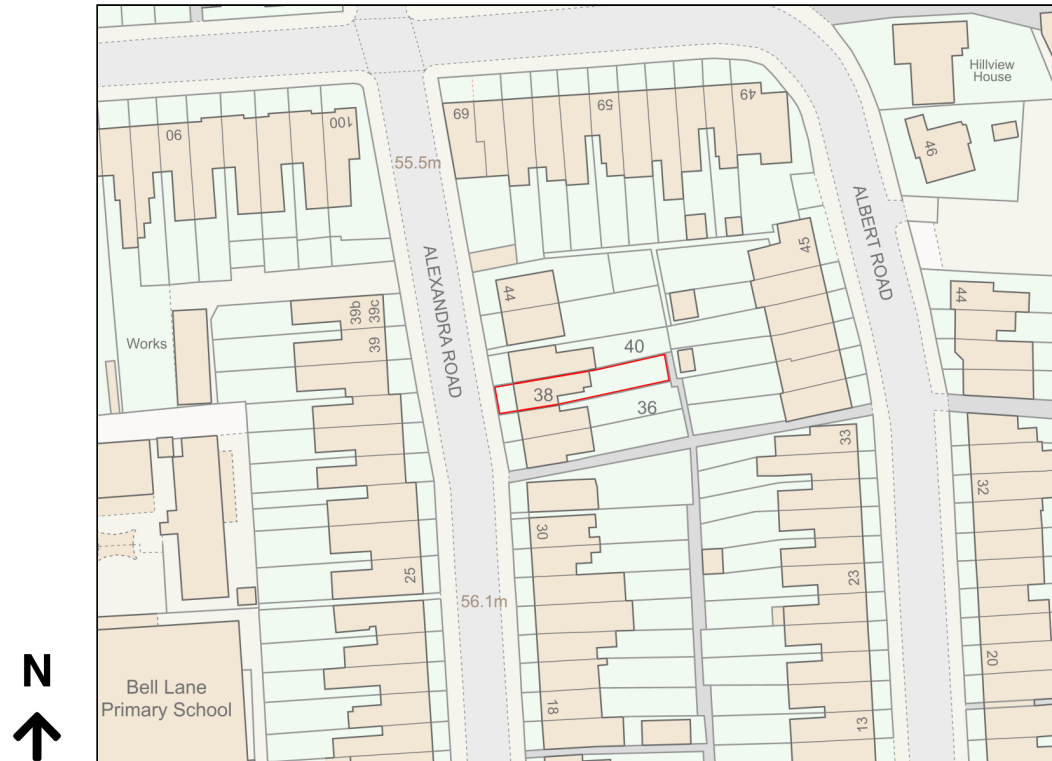 Hillview
House
49
59
69
100
90
46
55.5m
ALBERT ROAD
ALEXANDRA ROAD
45
44
44
39b
39c
39
Works
40
38
36
33
32
30
25
23
56.1m
20
18
13
Bell Lane
Primary School
N